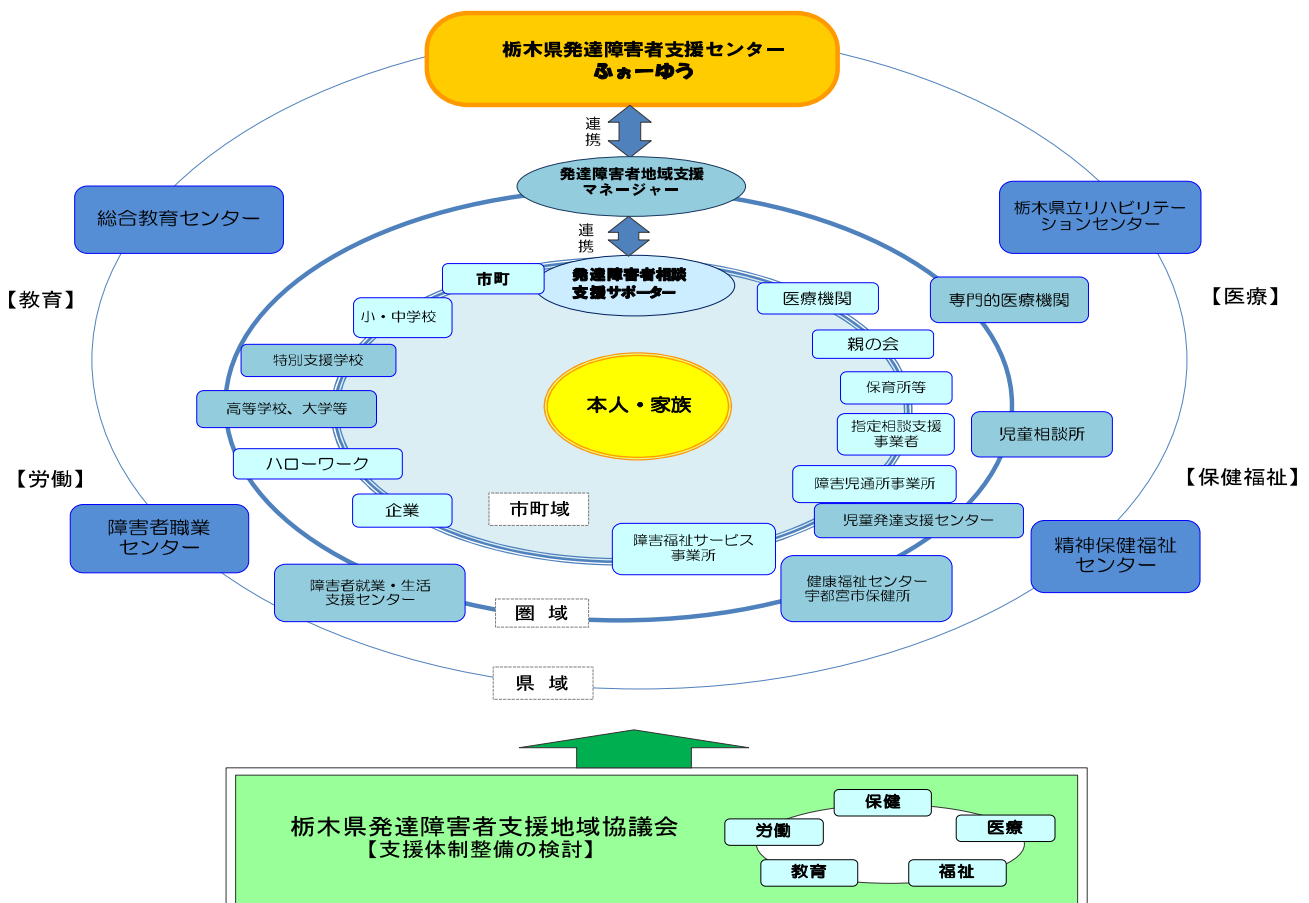 栃木県発達障害者支援センター
ふぉーゆう
連
携
発達障害者地域支援
マネージャー
総合教育センター
栃木県立リハビリテー
ションセンター
連
携
発達障害者相談
支援サポーター
市町
医療機関
専門的医療機関
【教育】
【医療】
小・中学校
親の会
特別支援学校
保育所等
高等学校、大学等
本人・家族
指定相談支援
事業者
児童相談所
ハローワーク
【労働】
【保健福祉】
障害児通所事業所
企業
市町域
児童発達支援センター
障害者職業
センター
障害福祉サービス
事業所
精神保健福祉
センター
障害者就業・生活
支援センター
健康福祉センター
宇都宮市保健所
圏 域
県 域
栃木県発達障害者支援地域協議会
【支援体制整備の検討】
保健
労働
医療
教育
福祉